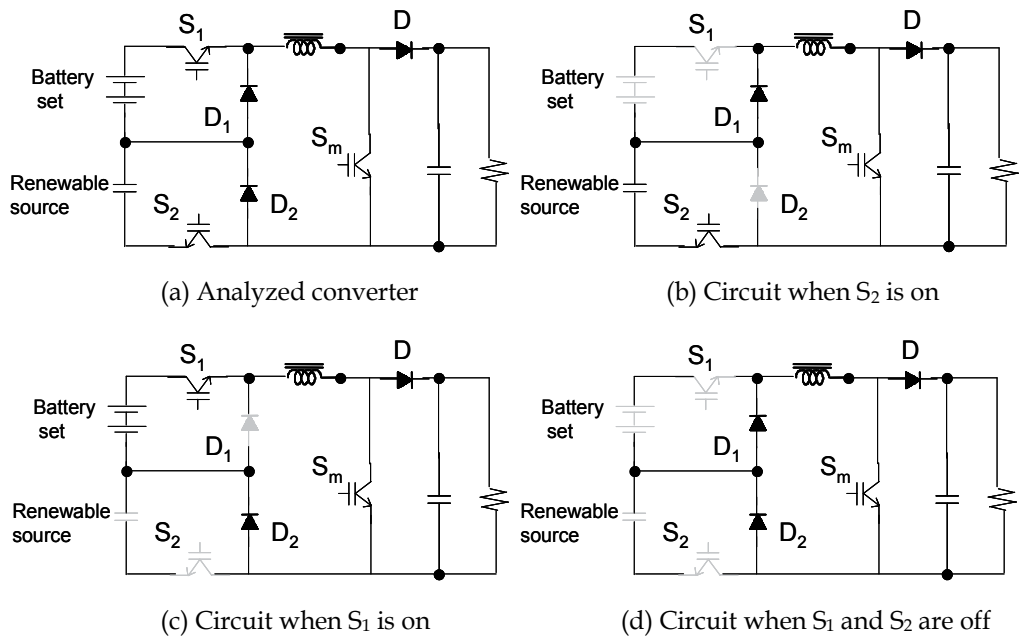 S₁
D
Battery
set
D₁
Sₘ
Renewable
source
S₂
D₂
(a) Analyzed converter
S₁
D
Battery
set
D₁
Sₘ
Renewable
source
S₂
D₂
(b) Circuit when S₂ is on
S₁
D
Battery
set
D₁
Sₘ
Renewable
source
S₂
D₂
(c) Circuit when S₁ is on
S₁
D
Battery
set
D₁
Sₘ
Renewable
source
S₂
D₂
(d) Circuit when S₁ and S₂ are off